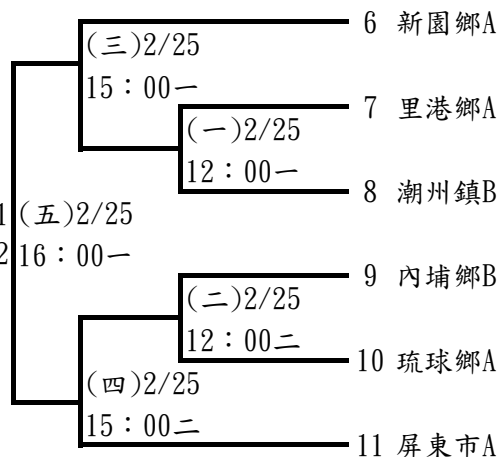 6 新園鄉A
(三)2/25
15：00一
7 里港鄉A
(一)2/25
12：00一
8 潮州鎮B
1 (五)2/25
2 16：00一
9 內埔鄉B
(二)2/25
12：00二
10 琉球鄉A
(四)2/25
15：00二
11 屏東市A